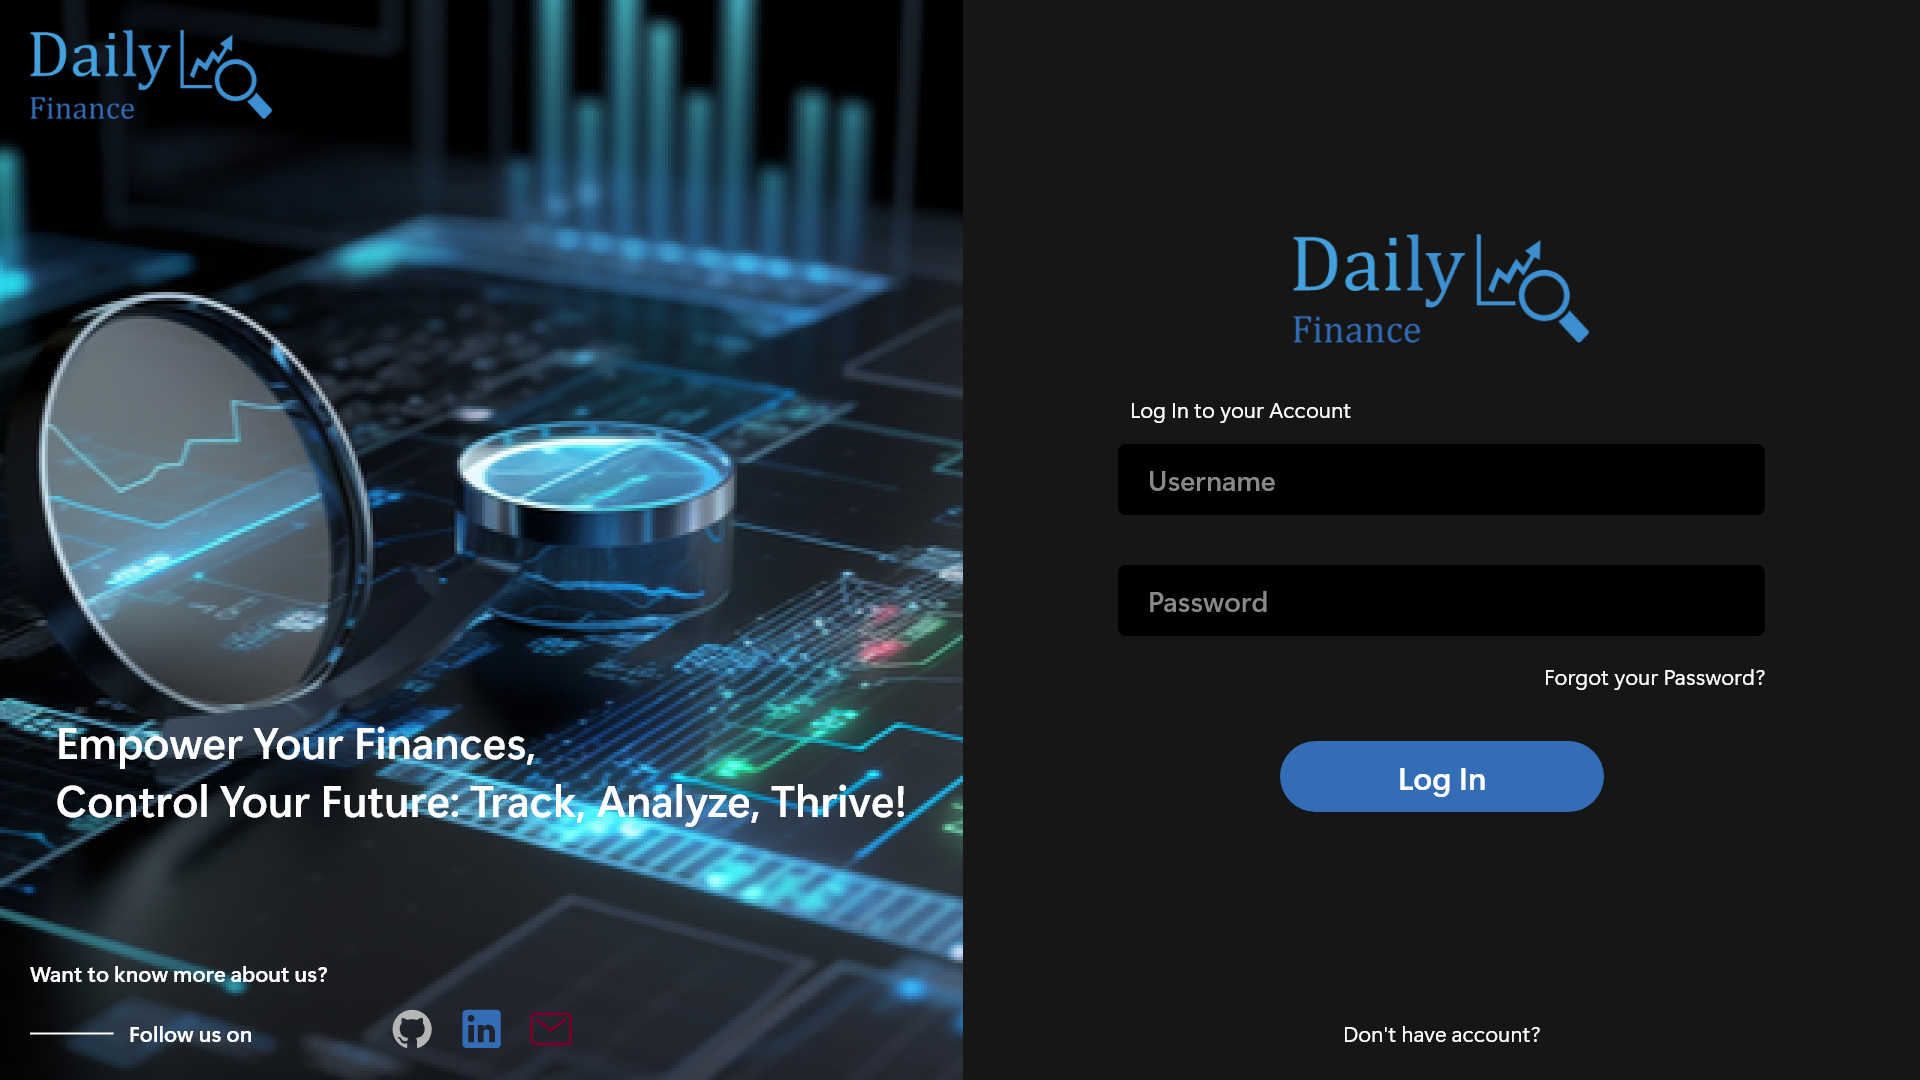 Daily
Finance
Empower Your Finances,
Control Your Future: Track, Analyze, Thrive!
Want to know more about us?
Follow us on
in
Daily
Finance
Log In to your Account
Username
Password
Forgot your Password?
Log In
Don't have account?